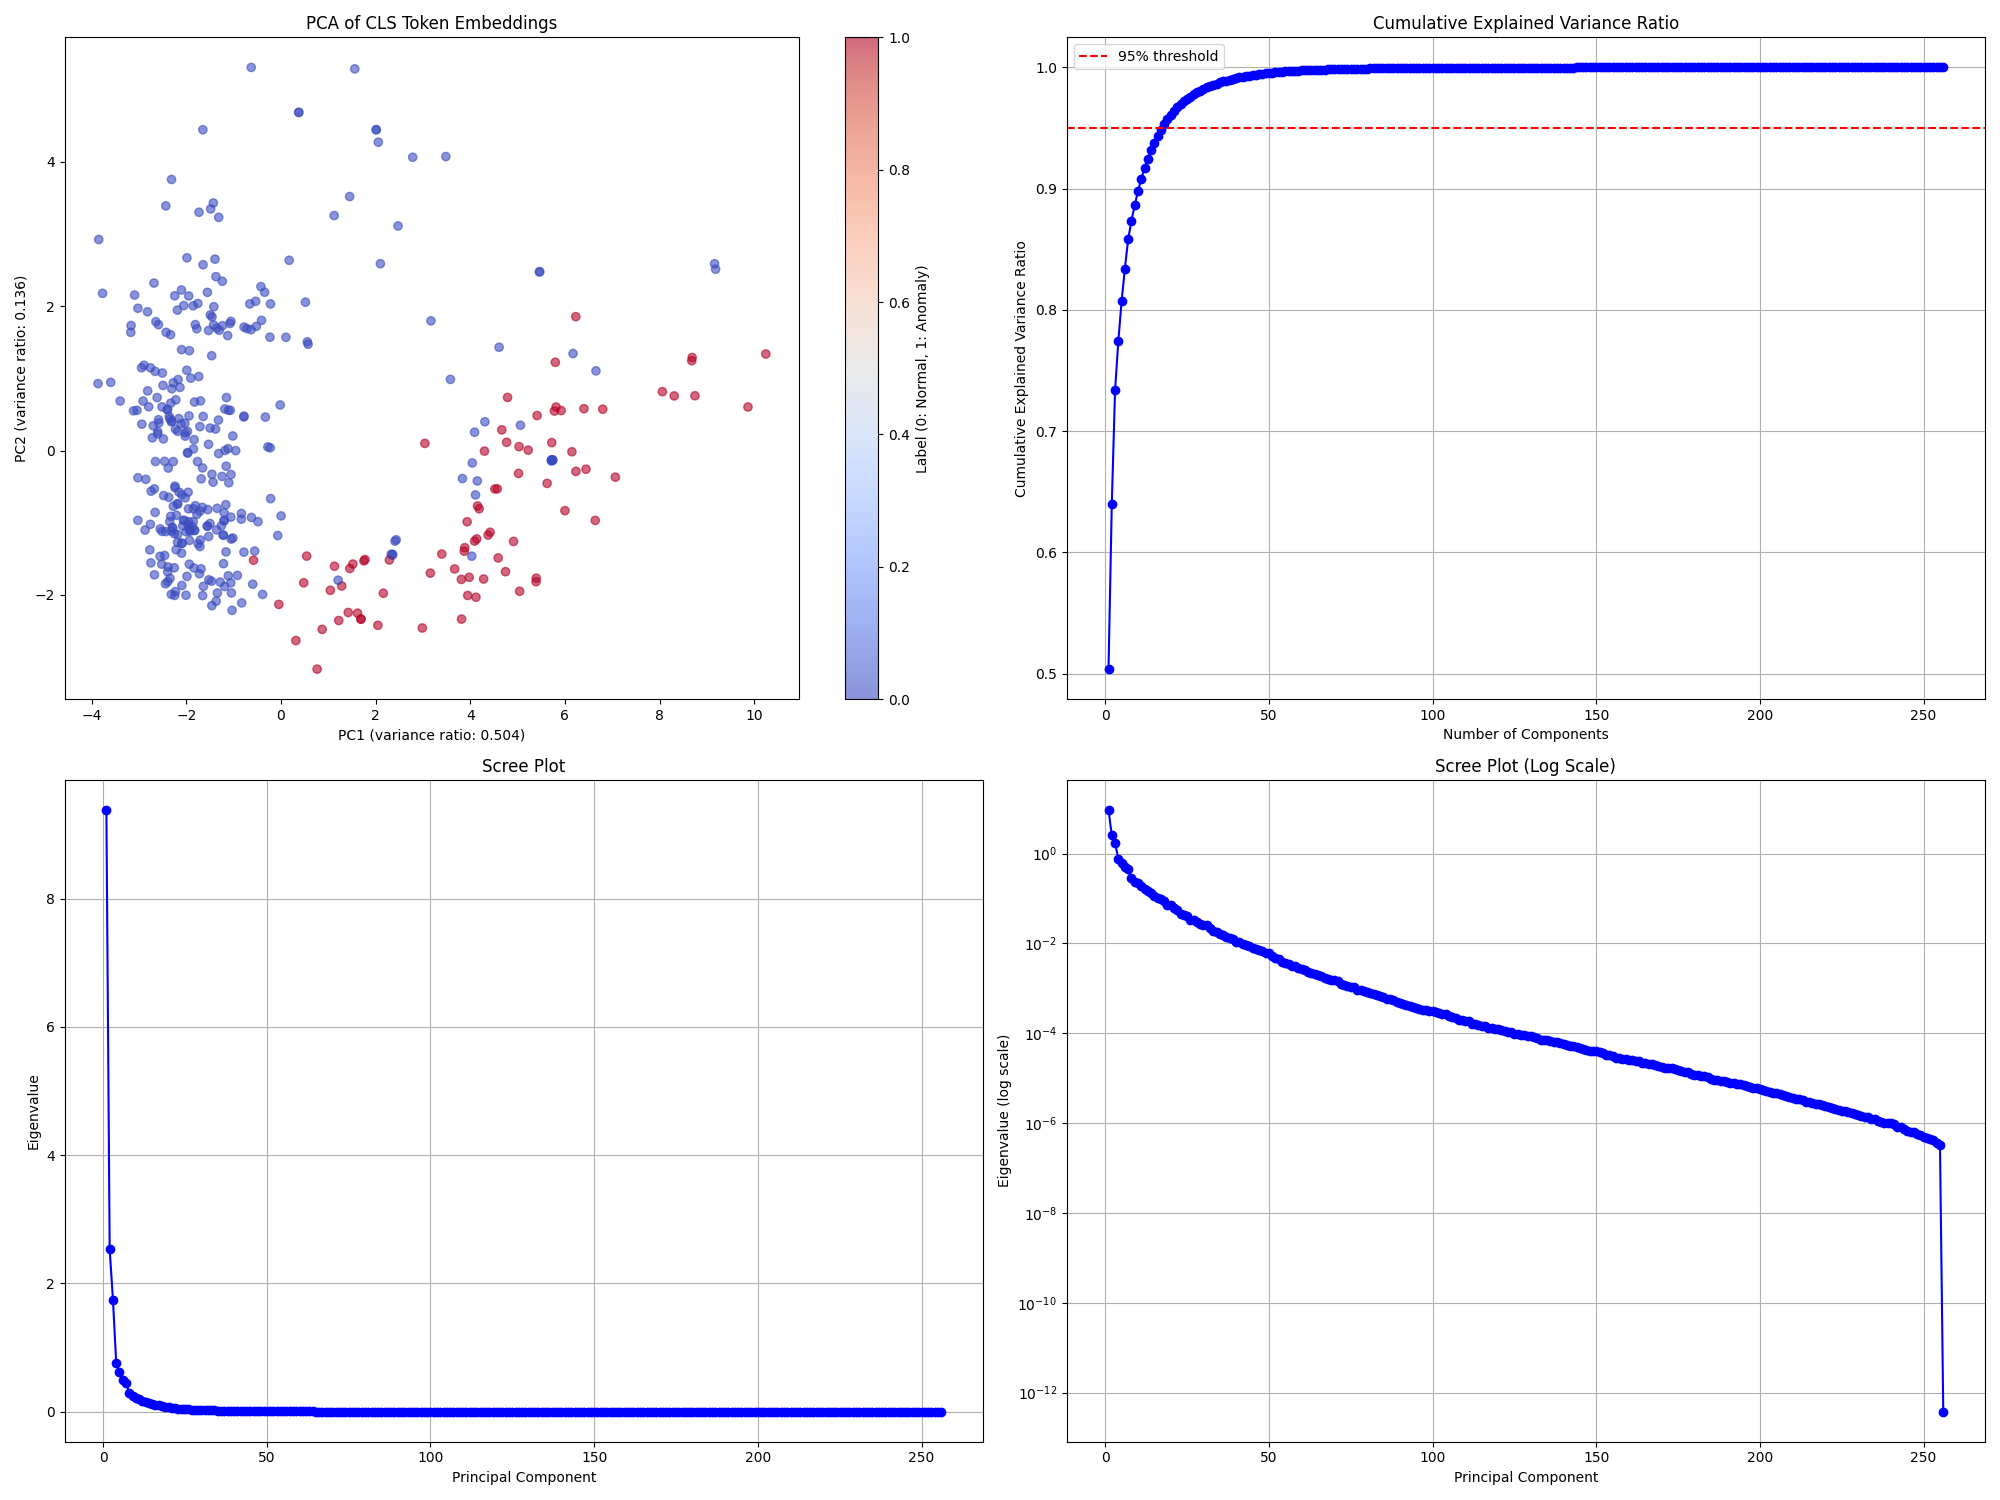 PCA of CLS Token Embeddings
4
2
0
−2
PC2 (variance ratio: 0.136)
−4 −2 0 2 4 6 8 10
PC1 (variance ratio: 0.504)
1.0
0.8
0.6
0.4
0.2
0.0
Label (0: Normal, 1: Anomaly)
Cumulative Explained Variance Ratio
95% threshold
1.0
0.9
0.8
0.7
0.6
0.5
Cumulative Explained Variance Ratio
0 50 100 150 200 250
Number of Components
Scree Plot
8
6
4
2
0
Eigenvalue
0 50 100 150 200 250
Principal Component
Scree Plot (Log Scale)
10⁰
10⁻²
10⁻⁴
10⁻⁶
10⁻⁸
10⁻¹⁰
10⁻¹²
Eigenvalue (log scale)
0 50 100 150 200 250
Principal Component